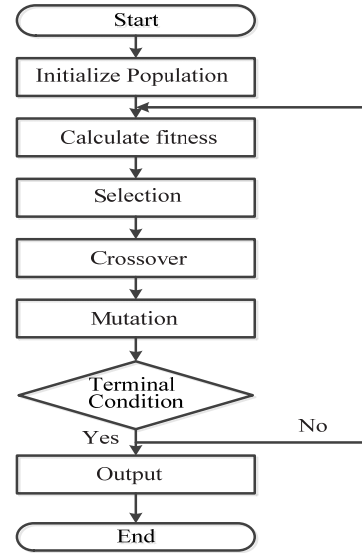 Start
Initialize Population
Calculate fitness
Selection
Crossover
Mutation
Terminal
Condition
Yes
No
Output
End